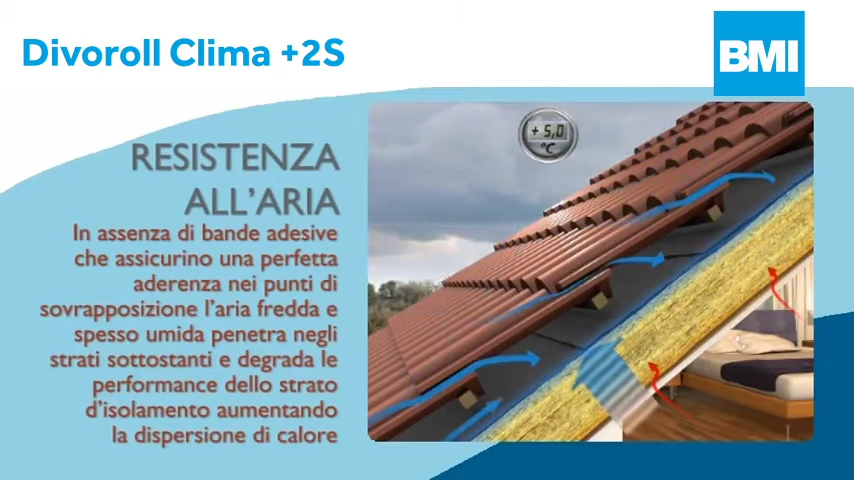 Divoroll Clima +2S
BMI
RESISTENZA
ALL'ARIA
In assenza di bande adesive
che assicurino una perfetta
aderenza nei punti di
sovrapposizione l'aria fredda e
spesso umida penetra negli
strati sottostanti e degrada le
performance dello strato
d'isolamento aumentando
la dispersione di calore
+ 5,0
°C